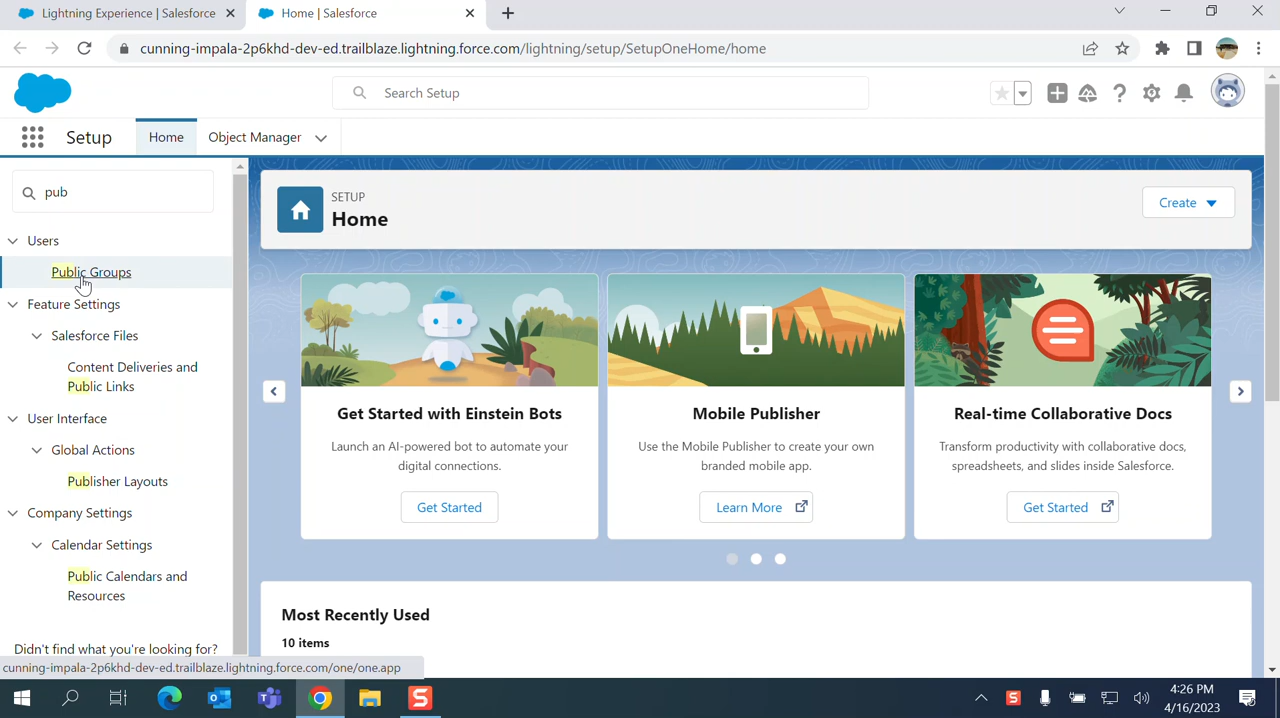 Lightning Experience | Salesforce
Home | Salesforce
cunning-impala-2p6khd-dev-ed.trailblaze.lightning.force.com/lightning/setup/SetupOneHome/home
Search Setup
Setup
Home
Object Manager
pub
Users
Public Groups
Feature Settings
Salesforce Files
Content Deliveries and
Public Links
User Interface
Global Actions
Publisher Layouts
Company Settings
Calendar Settings
Public Calendars and
Resources
Didn't find what you're looking for?
cunning-impala-2p6khd-dev-ed.trailblaze.lightning.force.com/one/one.app
SETUP
Home
Create
Get Started with Einstein Bots
Launch an AI-powered bot to automate your
digital connections.
Get Started
Mobile Publisher
Use the Mobile Publisher to create your own
branded mobile app.
Learn More
Real-time Collaborative Docs
Transform productivity with collaborative docs,
spreadsheets, and slides inside Salesforce.
Get Started
Most Recently Used
10 items
4:26 PM
4/16/2023